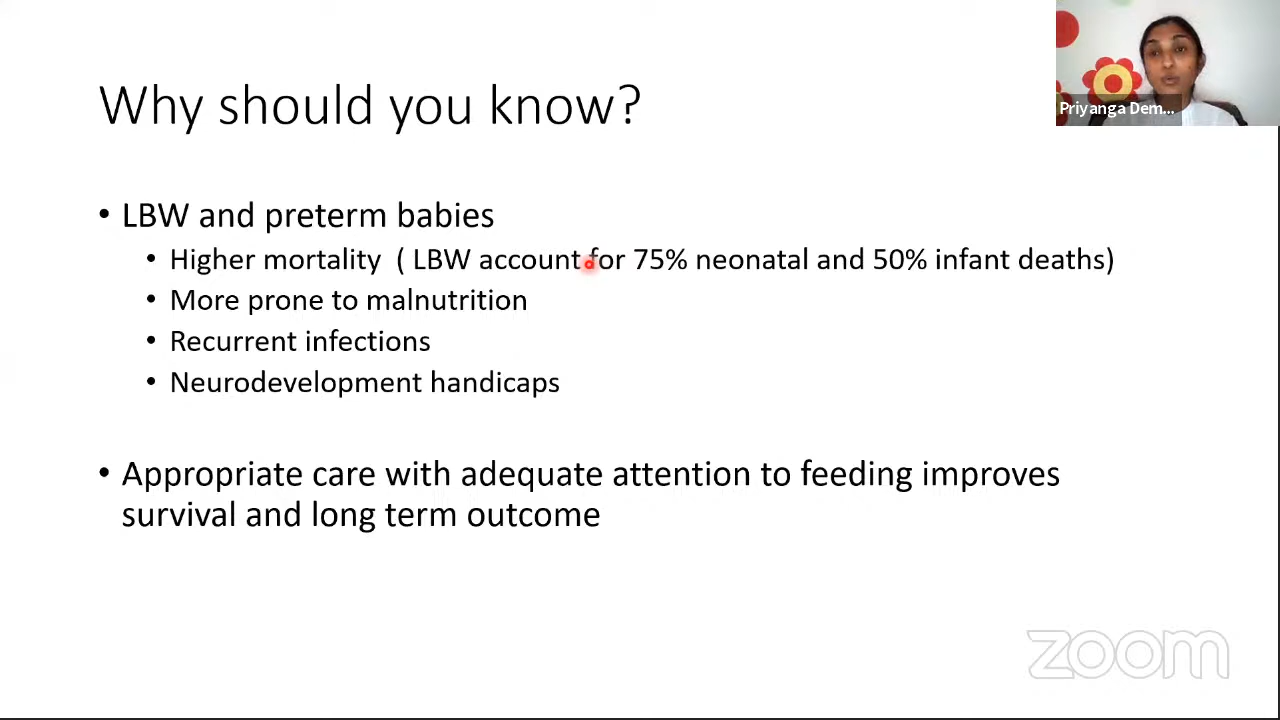 Why should you know?
Priyanga Dem...
• LBW and preterm babies
• Higher mortality ( LBW account for 75% neonatal and 50% infant deaths)
• More prone to malnutrition
• Recurrent infections
• Neurodevelopment handicaps
• Appropriate care with adequate attention to feeding improves
survival and long term outcome
zoom